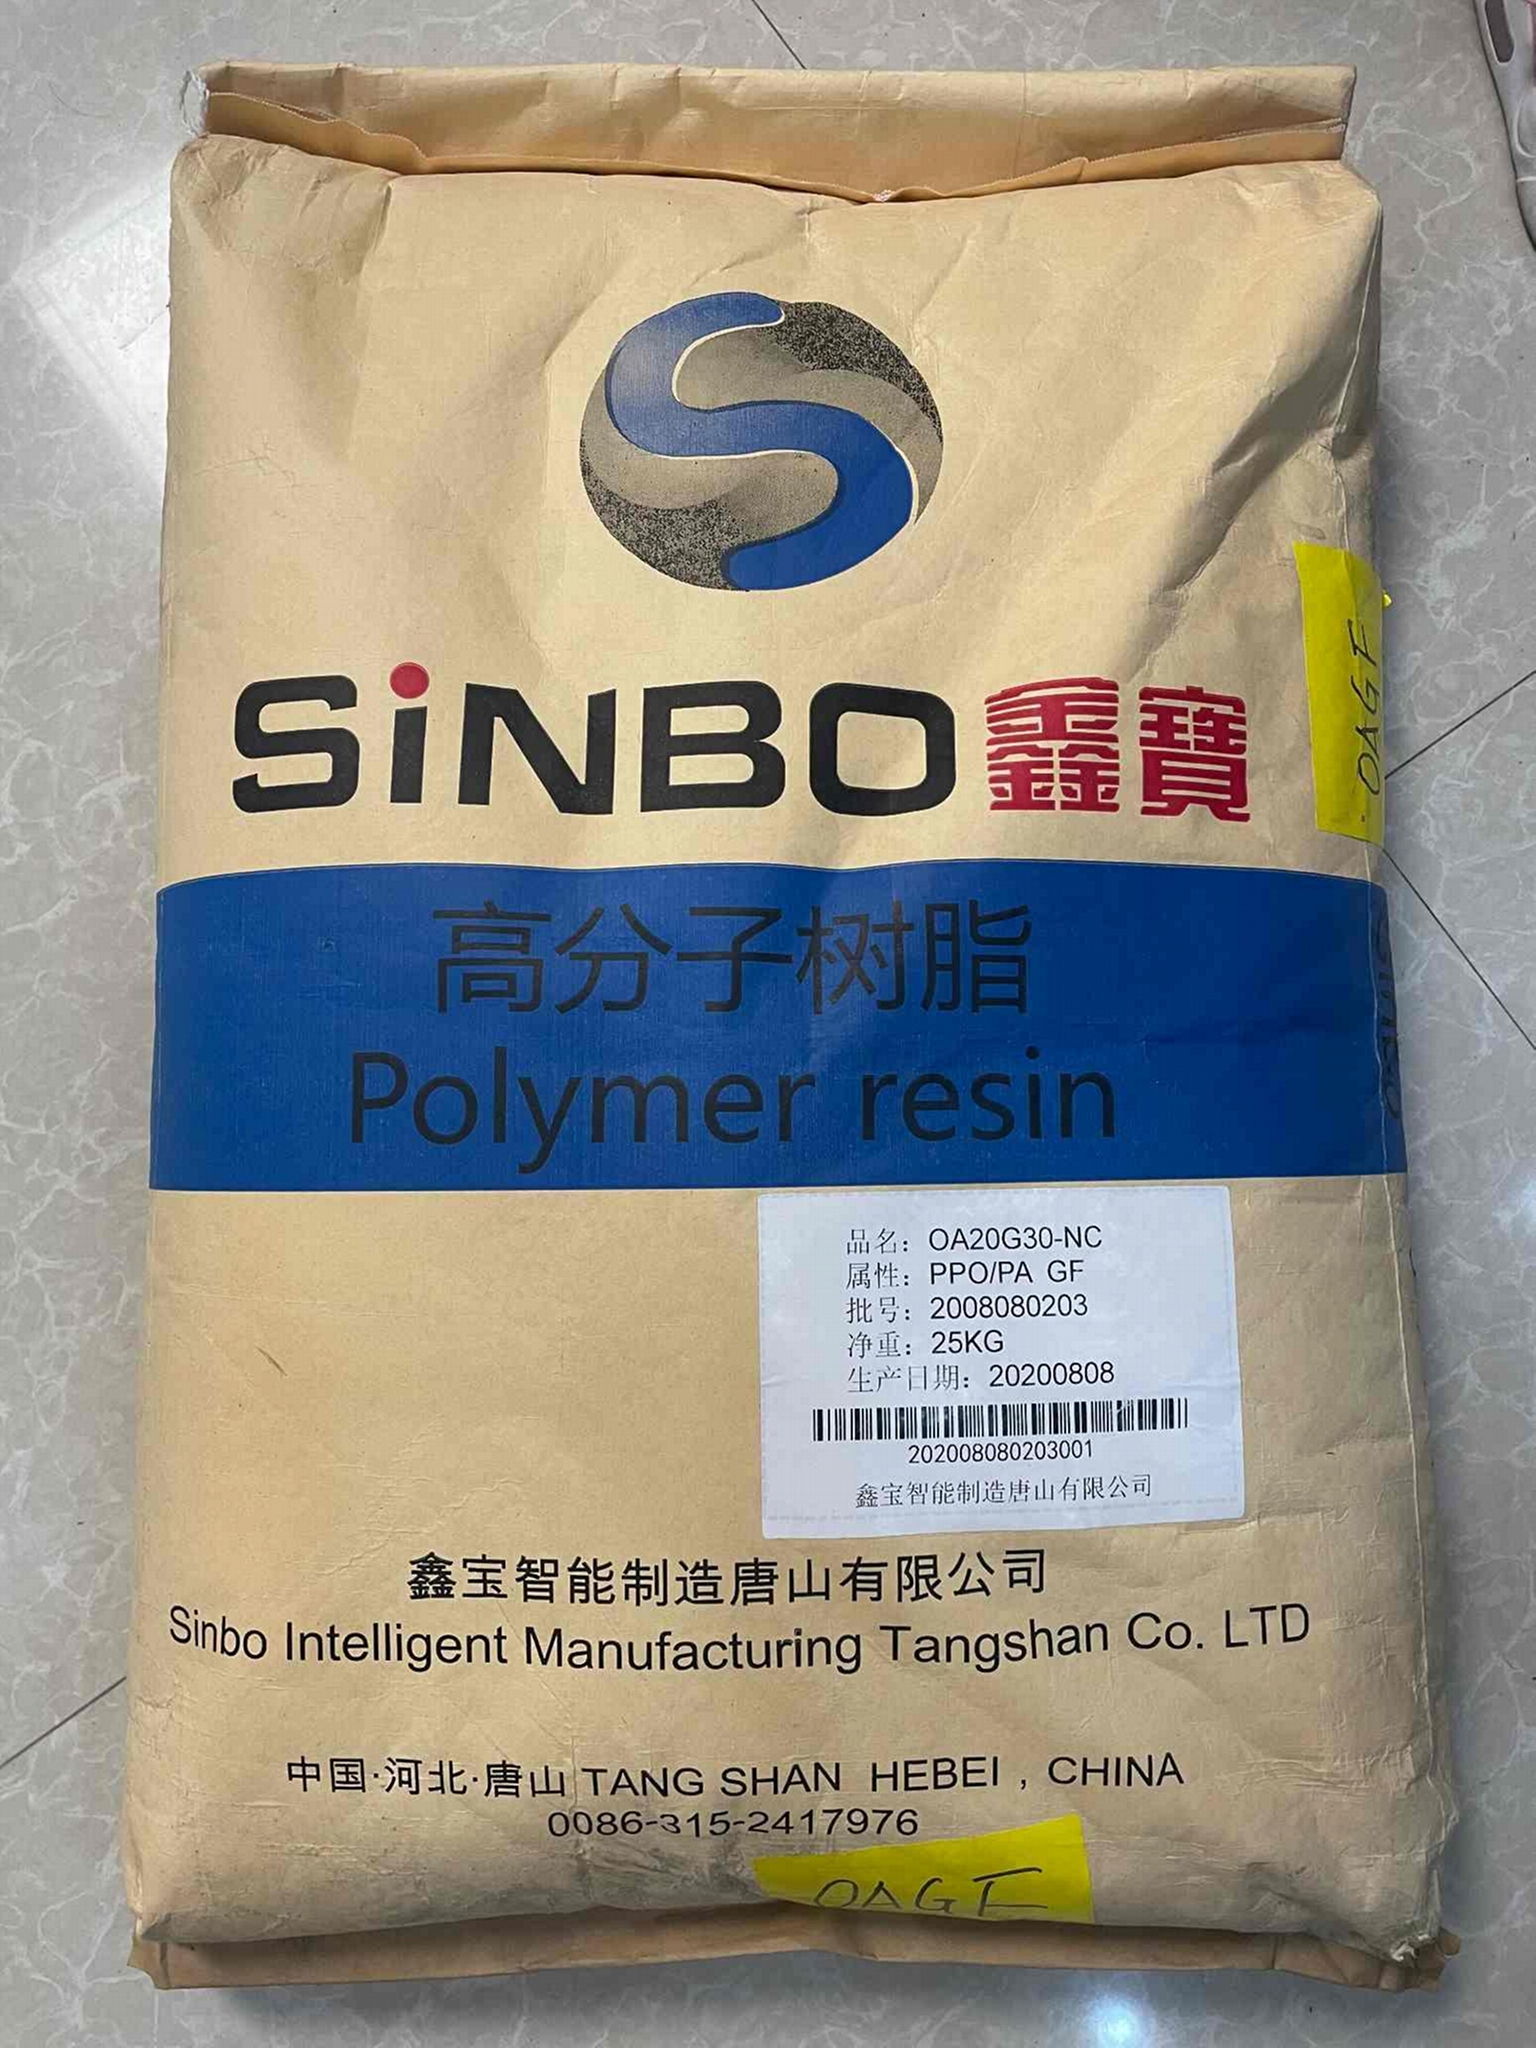 SiNBO 鑫寶
OAGF
高分子树脂
Polymer resin
品名：OA20G30-NC
属性：PPO/PA GF
批号：2008080203
净重：25KG
生产日期：20200808
202008080203001
鑫宝智能制造唐山有限公司
鑫宝智能制造唐山有限公司
Sinbo Intelligent Manufacturing Tangshan Co. LTD
中国·河北·唐山 TANG SHAN HEBEI , CHINA
0086-315-2417976
OAGF